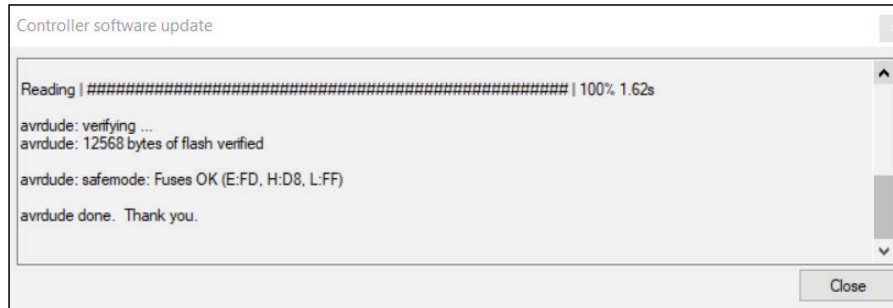 Controller software update
Reading | ################################################## | 100% 1.62s
avrdude: verifying ...
avrdude: 12568 bytes of flash verified
avrdude: safemode: Fuses OK (E:FD, H:D8, L:FF)
avrdude done.  Thank you.
Close